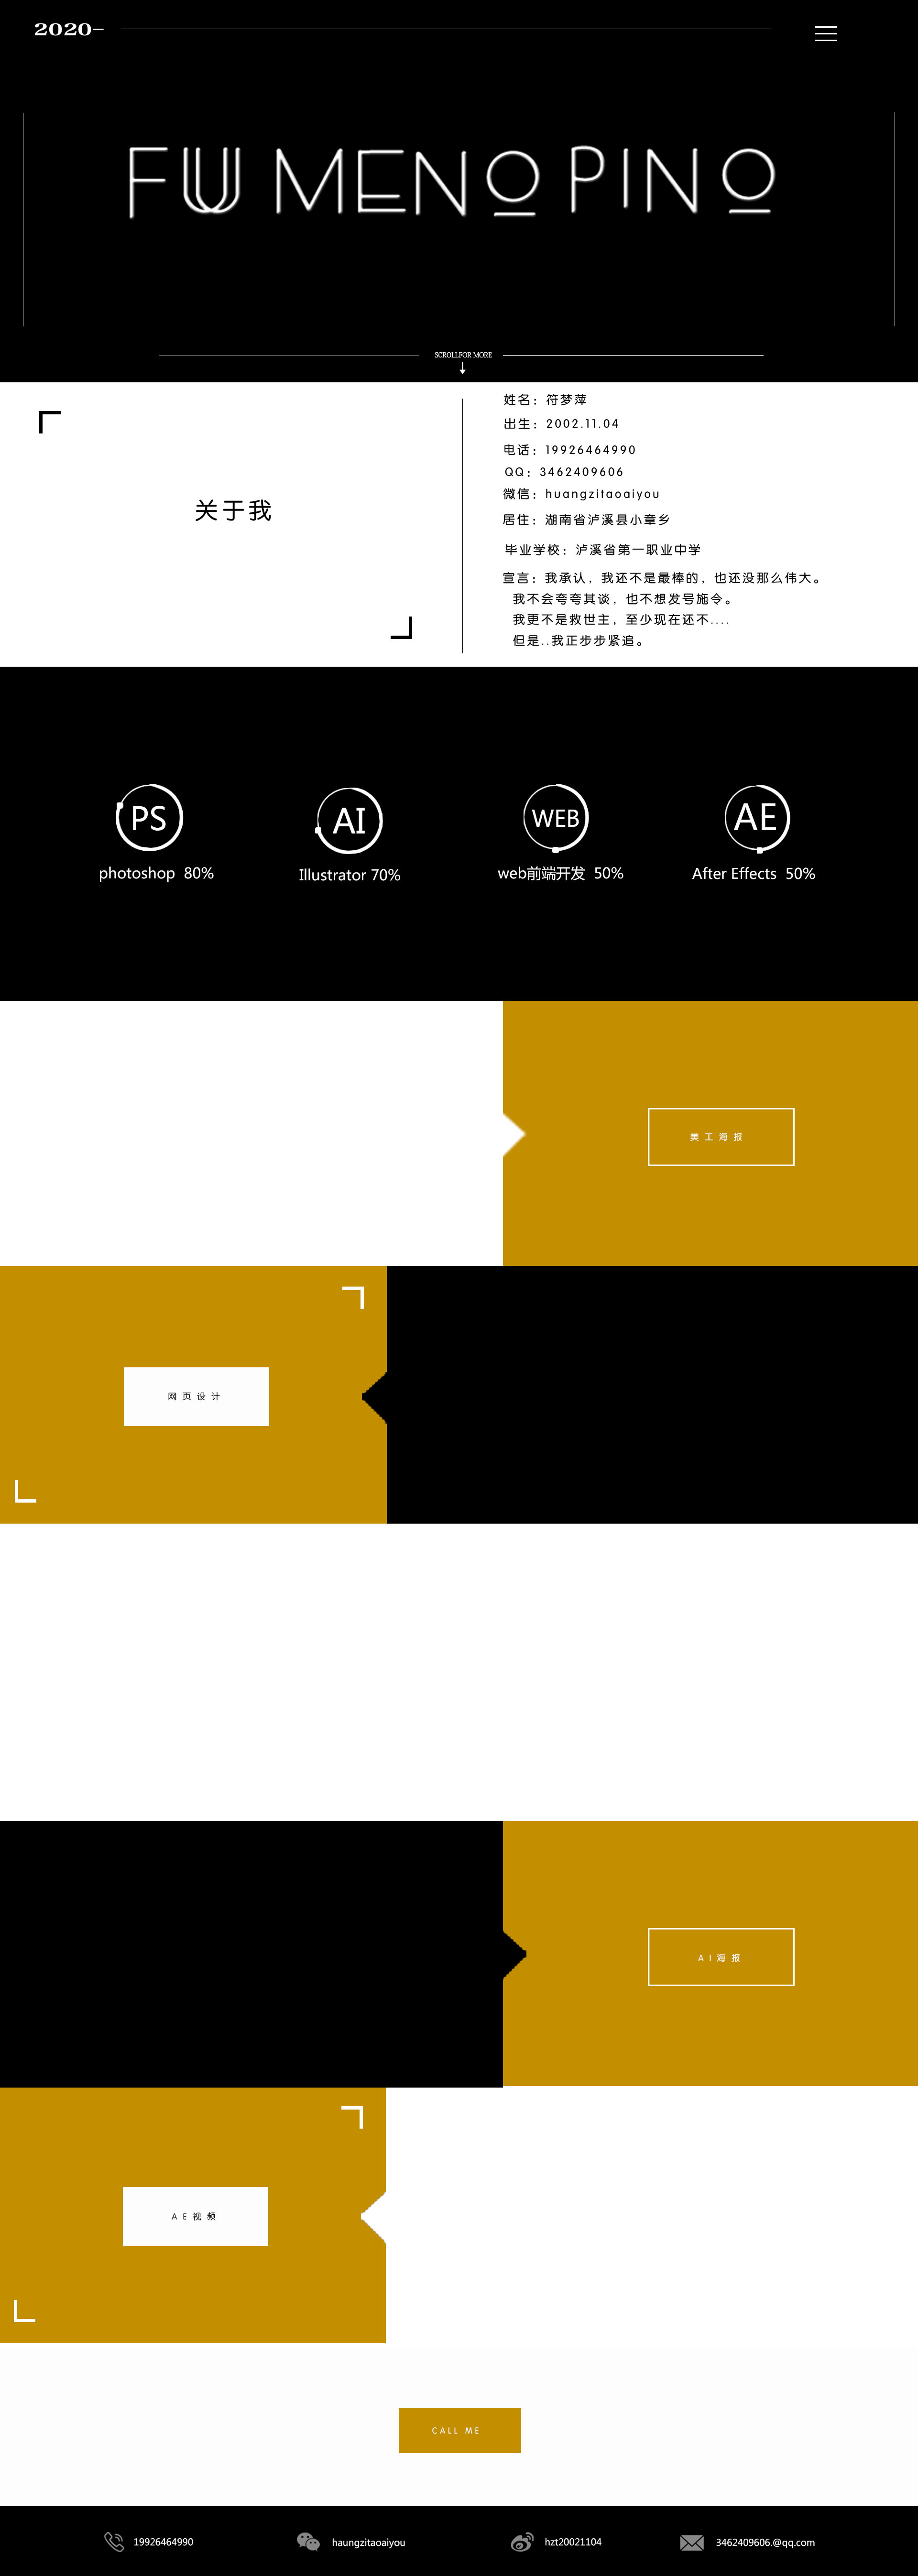 2020-
FU MENG PING
SCROLLFOR MORE
关于我
姓名：符梦萍
出生：2002.11.04
电话：19926464990
QQ：3462409606
微信：huangzitaoaiyou
居住：湖南省泸溪县小章乡
毕业学校：泸溪省第一职业中学
宣言：我承认，我还不是最棒的，也还没那么伟大。
我不会夸夸其谈，也不想发号施令。
我更不是救世主，至少现在还不....
但是..我正步步紧追。
PS
photoshop 80%
AI
Illustrator 70%
WEB
web前端开发 50%
AE
After Effects 50%
美工海报
网页设计
AI海报
AE视频
CALL ME
19926464990
haungzitaoaiyou
hzt20021104
3462409606.@qq.com